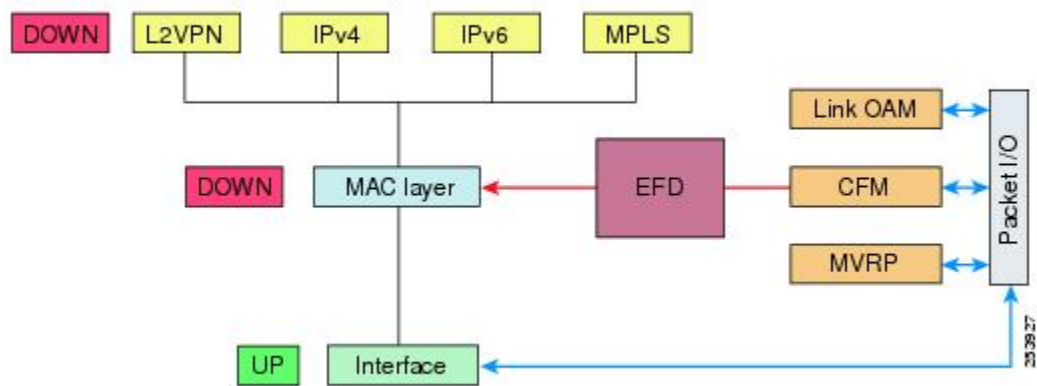 DOWN
L2VPN
IPv4
IPv6
MPLS
Link OAM
DOWN
MAC layer
EFD
CFM
Packet I/O
MVRP
UP
Interface
253927